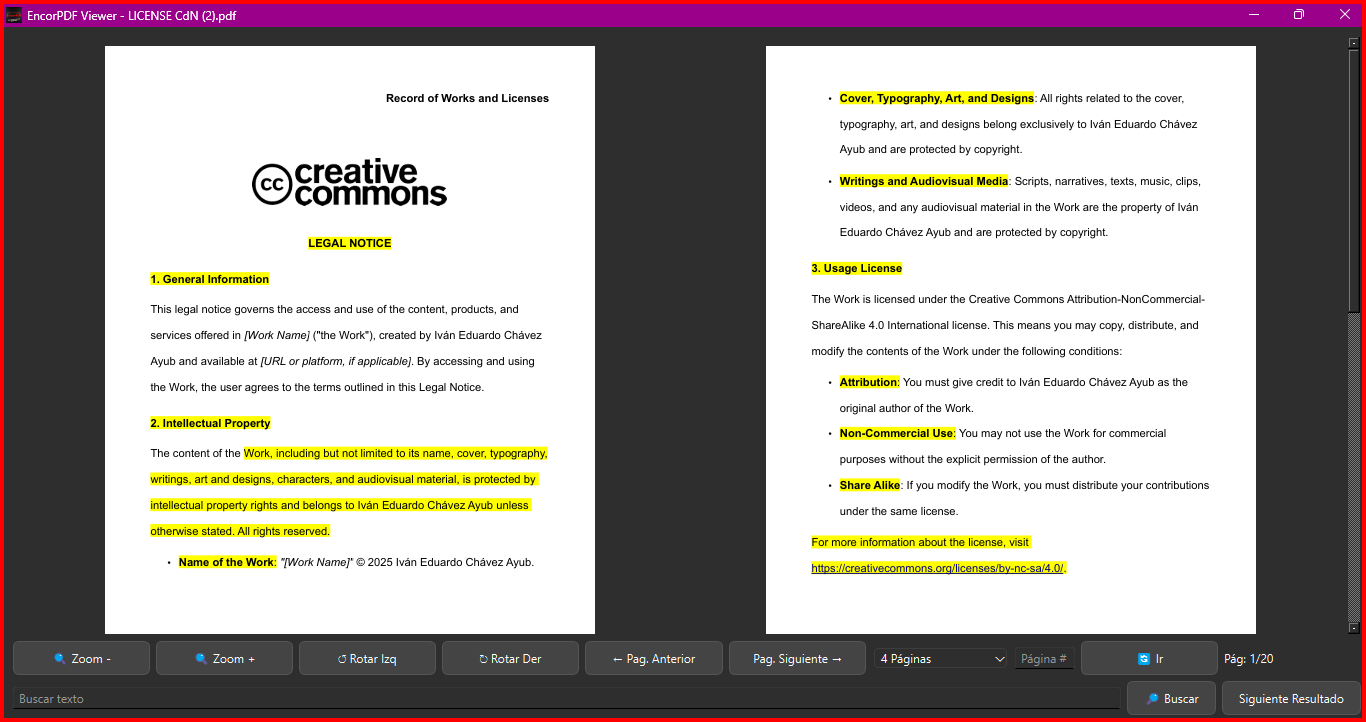 EncorPDF Viewer - LICENSE CdN (2).pdf
Record of Works and Licenses
cc creative
commons
LEGAL NOTICE
1. General Information
This legal notice governs the access and use of the content, products, and
services offered in [Work Name] ("the Work"), created by Iván Eduardo Chávez
Ayub and available at [URL or platform, if applicable]. By accessing and using
the Work, the user agrees to the terms outlined in this Legal Notice.
2. Intellectual Property
The content of the Work, including but not limited to its name, cover, typography,
writings, art and designs, characters, and audiovisual material, is protected by
intellectual property rights and belongs to Iván Eduardo Chávez Ayub unless
otherwise stated. All rights reserved.
• Name of the Work: "[Work Name]" © 2025 Iván Eduardo Chávez Ayub.
• Cover, Typography, Art, and Designs: All rights related to the cover,
typography, art, and designs belong exclusively to Iván Eduardo Chávez
Ayub and are protected by copyright.
• Writings and Audiovisual Media: Scripts, narratives, texts, music, clips,
videos, and any audiovisual material in the Work are the property of Iván
Eduardo Chávez Ayub and are protected by copyright.
3. Usage License
The Work is licensed under the Creative Commons Attribution-NonCommercial-
ShareAlike 4.0 International license. This means you may copy, distribute, and
modify the contents of the Work under the following conditions:
• Attribution: You must give credit to Iván Eduardo Chávez Ayub as the
original author of the Work.
• Non-Commercial Use: You may not use the Work for commercial
purposes without the explicit permission of the author.
• Share Alike: If you modify the Work, you must distribute your contributions
under the same license.
For more information about the license, visit
https://creativecommons.org/licenses/by-nc-sa/4.0/.
Zoom - Zoom + Rotar Izq Rotar Der ← Pag. Anterior Pag. Siguiente → 4 Páginas Página # Ir Pág: 1/20
Buscar texto Buscar Siguiente Resultado